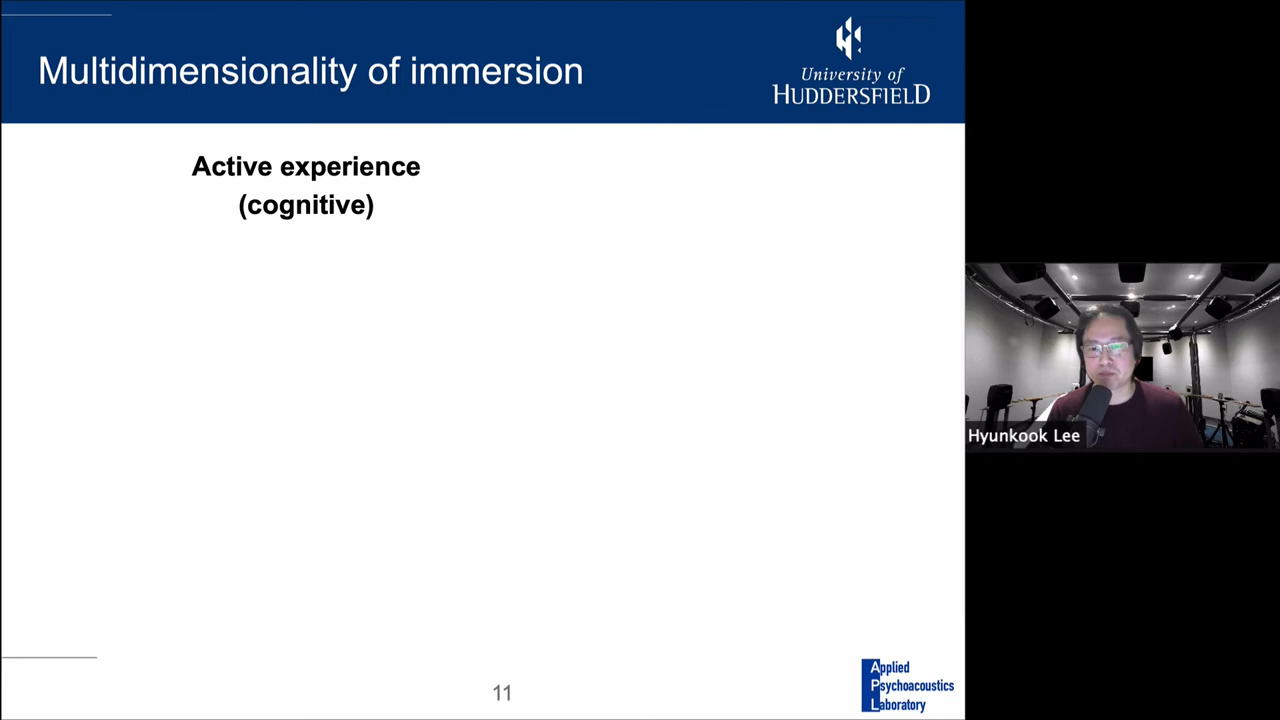 Multidimensionality of immersion
University of
HUDDERSFIELD
Active experience
(cognitive)
Hyunkook Lee
11
Applied
Psychoacoustics
Laboratory